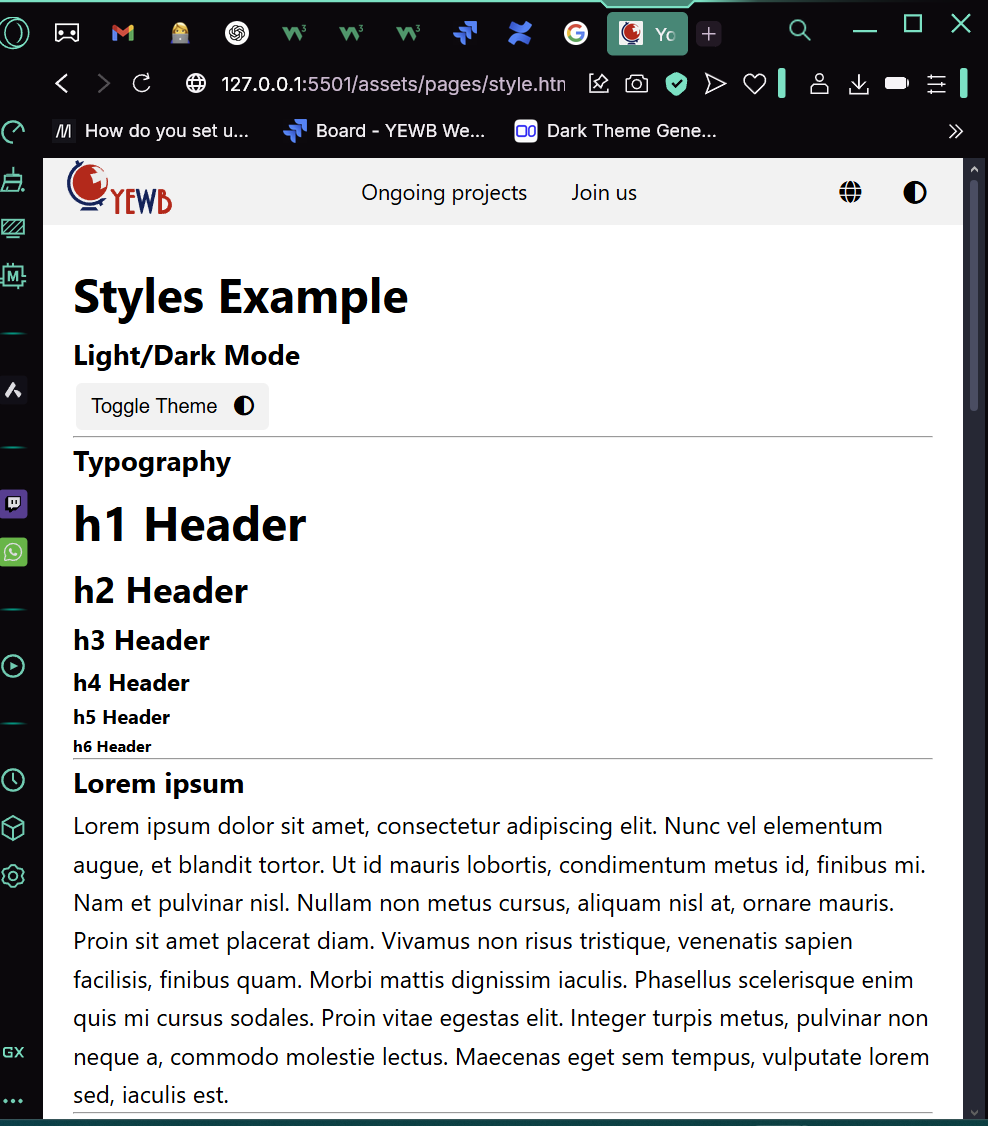 Yo
127.0.0.1:5501/assets/pages/style.htm
How do you set u...
Board - YEWB We...
Dark Theme Gene...
YEWB
Ongoing projects
Join us
Styles Example
Light/Dark Mode
Toggle Theme
Typography
h1 Header
h2 Header
h3 Header
h4 Header
h5 Header
h6 Header
Lorem ipsum
Lorem ipsum dolor sit amet, consectetur adipiscing elit. Nunc vel elementum
augue, et blandit tortor. Ut id mauris lobortis, condimentum metus id, finibus mi.
Nam et pulvinar nisl. Nullam non metus cursus, aliquam nisl at, ornare mauris.
Proin sit amet placerat diam. Vivamus non risus tristique, venenatis sapien
facilisis, finibus quam. Morbi mattis dignissim iaculis. Phasellus scelerisque enim
quis mi cursus sodales. Proin vitae egestas elit. Integer turpis metus, pulvinar non
neque a, commodo molestie lectus. Maecenas eget sem tempus, vulputate lorem
sed, iaculis est.
GX